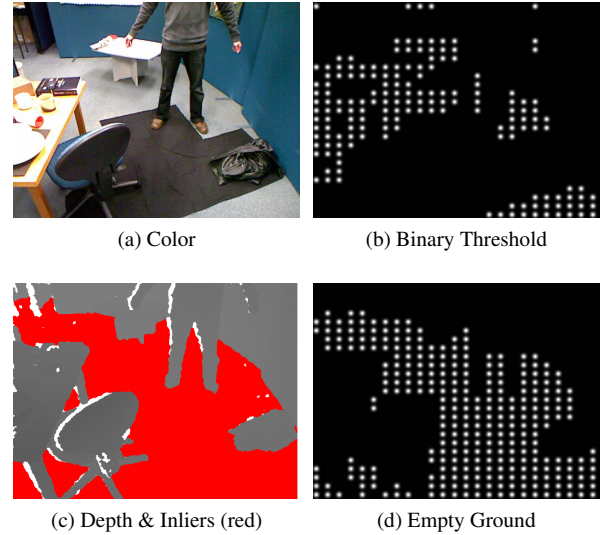 (a) Color
(b) Binary Threshold
(c) Depth & Inliers (red)
(d) Empty Ground